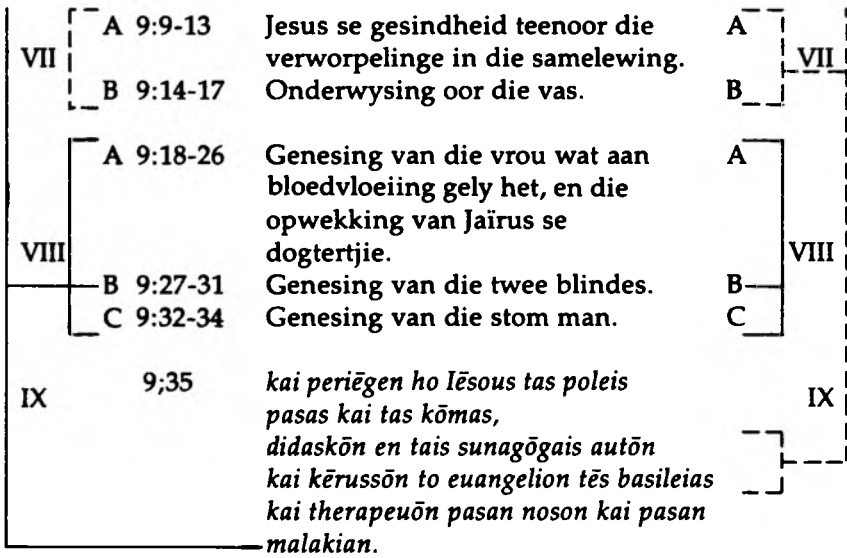 A 9:9-13 Jesus se gesindheid teenoor die A
VII verworpelinge in die samelewing. VII
B 9:14-17 Onderwysing oor die vas. B
A 9:18-26 Genesing van die vrou wat aan A
bloedvloeiing gely het, en die
opwekking van Jaïrus se
VIII dogtertjie. VIII
B 9:27-31 Genesing van die twee blindes. B
C 9:32-34 Genesing van die stom man. C
IX 9;35 kai periēgen ho Iēsous tas poleis IX
pasas kai tas kōmas,
didaskōn en tais sunagōgais autōn
kai kērussōn to euangelion tēs basileias
kai therapeuōn pasan noson kai pasan
malakian.